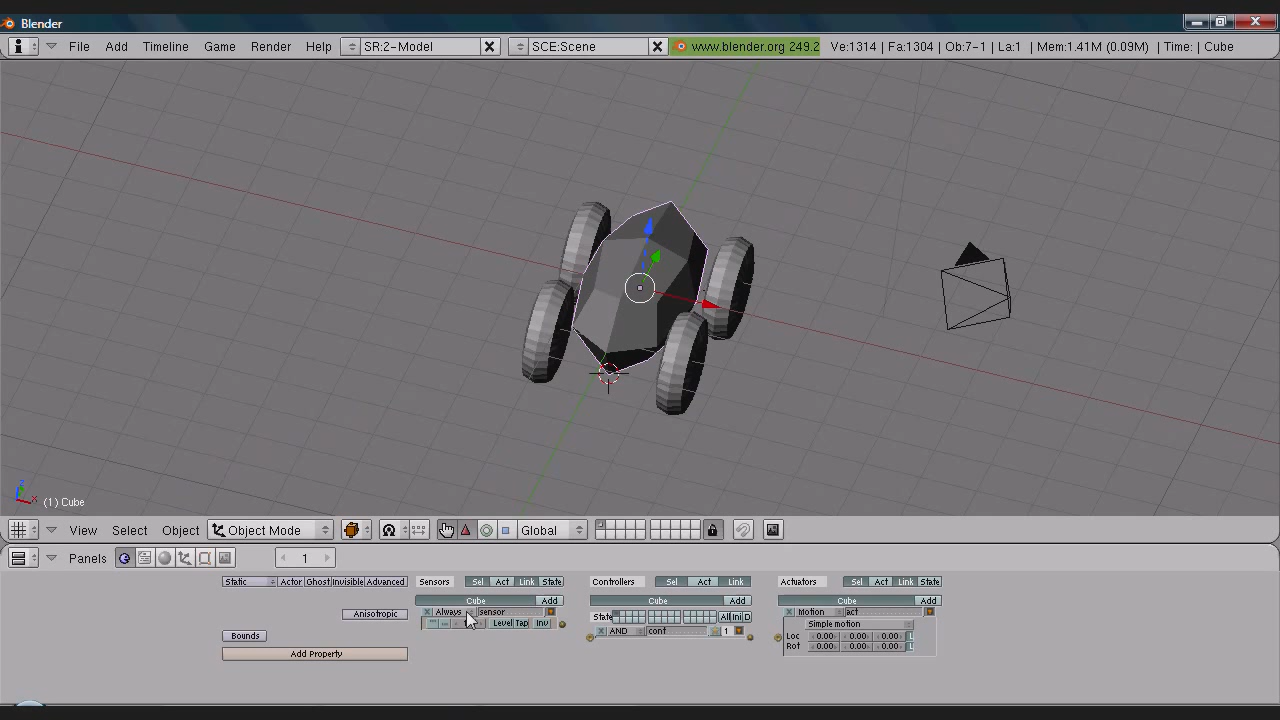 Blender
File Add Timeline Game Render Help SR:2-Model SCE:Scene www.blender.org 249.2 Ve:1314 | Fa:1304 | Ob:7-1 | La:1 | Mem:1.41M (0.09M) | Time: | Cube
z
x
(1) Cube
View Select Object Object Mode Global
Panels 1
Static Actor Ghost Invisible Advanced Sensors Sel Act Link State Controllers Sel Act Link Actuators Sel Act Link State
Cube Add Cube Add Cube Add
Anisotropic X Always sensor State All Ini D X Motion act
Level Tap Inv X AND cont 1 Simple motion
Bounds Loc 0.00 0.00 0.00 L
Add Property Rot 0.00 0.00 0.00 L